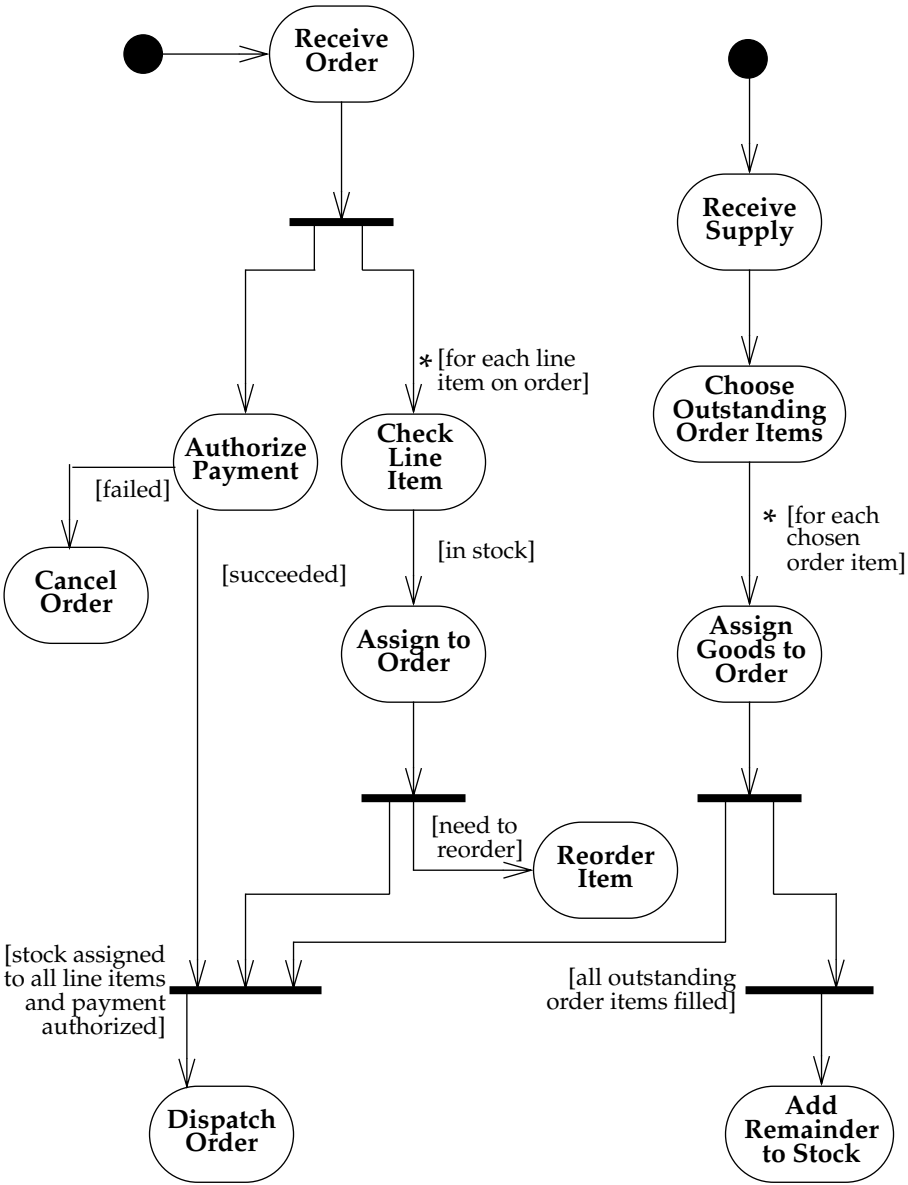 Receive
Order
Receive
Supply
* [for each line
item on order]
Choose
Outstanding
Order Items
Authorize
Payment
Check
Line
Item
[failed]
* [for each
chosen
order item]
[in stock]
[succeeded]
Cancel
Order
Assign to
Order
Assign
Goods to
Order
[need to
reorder]
Reorder
Item
[stock assigned
to all line items
and payment
authorized]
[all outstanding
order items filled]
Dispatch
Order
Add
Remainder
to Stock